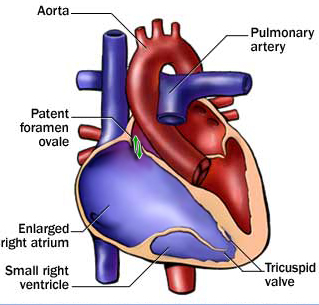 Aorta
Pulmonary
artery
Patent
foramen
ovale
Enlarged
right atrium
Small right
ventricle
Tricuspid
valve